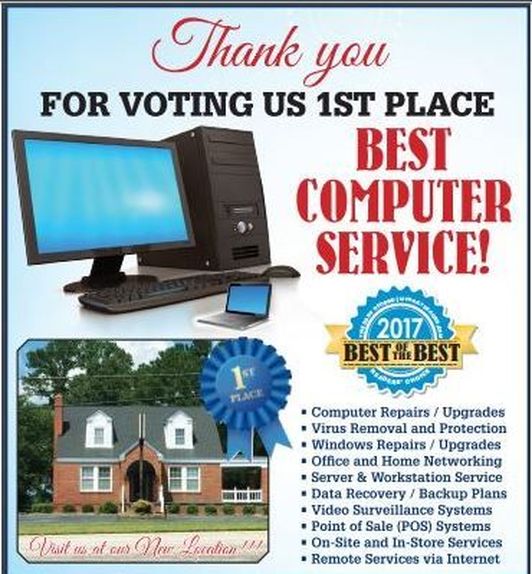 Thank you
FOR VOTING US 1ST PLACE
BEST
COMPUTER
SERVICE!
2017
BEST OF THE BEST
READERS' CHOICE
1ST
PLACE
▪ Computer Repairs / Upgrades
▪ Virus Removal and Protection
▪ Windows Repairs / Upgrades
▪ Office and Home Networking
▪ Server & Workstation Service
▪ Data Recovery / Backup Plans
▪ Video Surveillance Systems
▪ Point of Sale (POS) Systems
▪ On-Site and In-Store Services
▪ Remote Services via Internet
Visit us at our New Location!!!